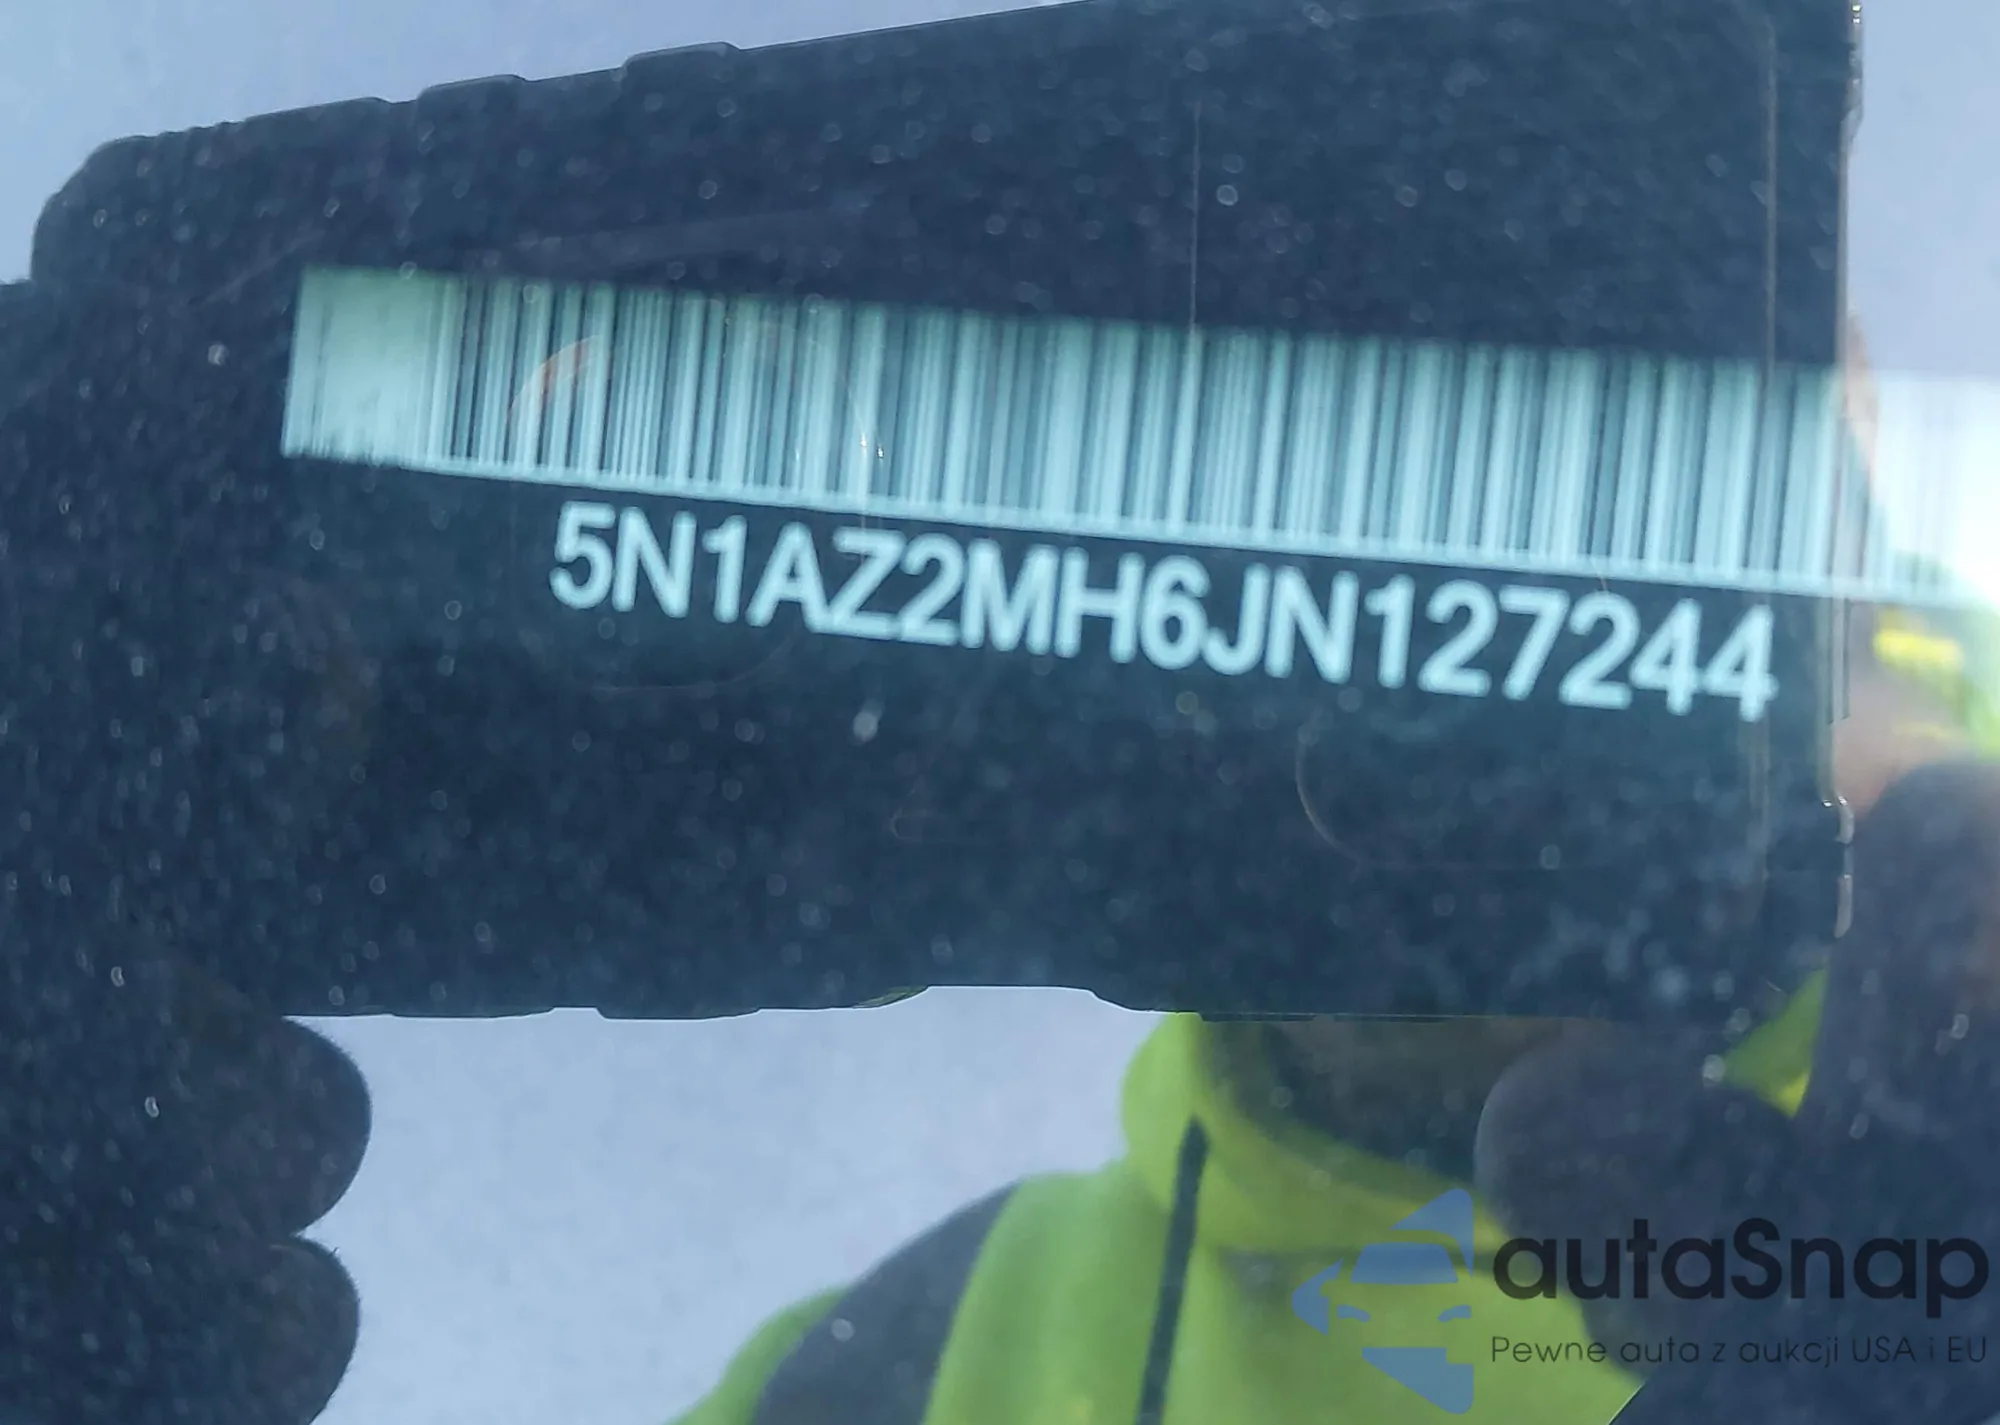 5N1AZ2MH6JN127244
autaSnap
Pewne auta z aukcji USA i EU